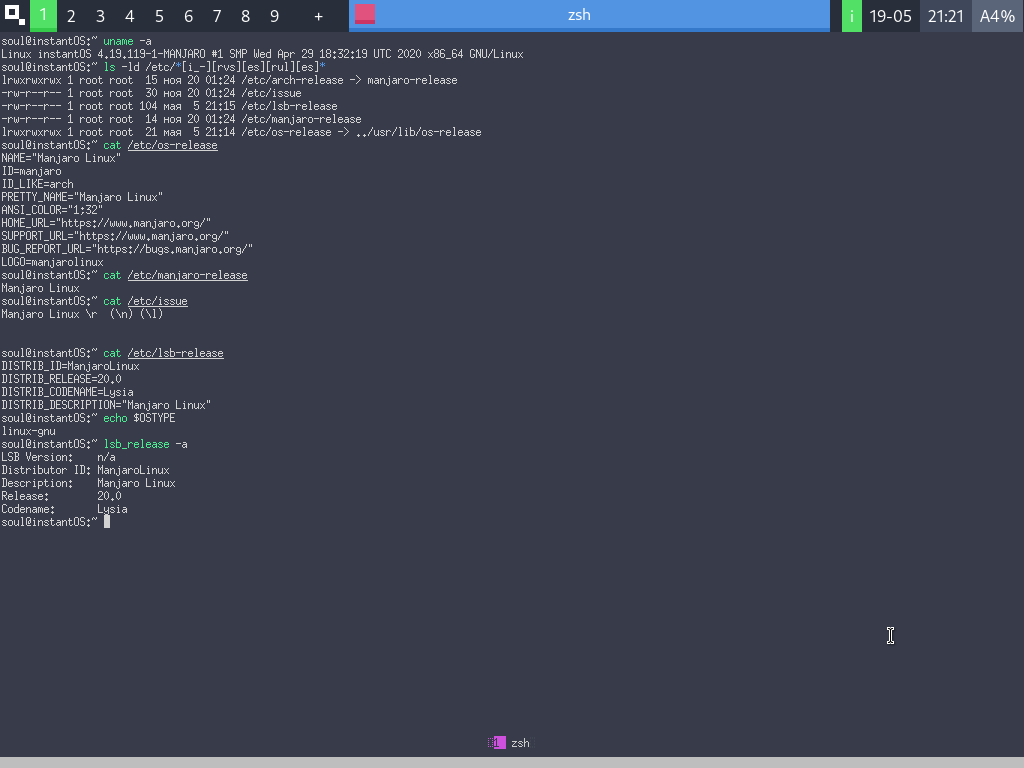 1 2 3 4 5 6 7 8 9 + zsh i 19-05 21:21 A4%
soul@instantOS:~ uname -a
Linux instantOS 4.19.119-1-MANJARO #1 SMP Wed Apr 29 18:32:19 UTC 2020 x86_64 GNU/Linux
soul@instantOS:~ ls -ld /etc/*[i_-][rvs][es][rul][es]*
lrwxrwxrwx 1 root root  15 ноя 20 01:24 /etc/arch-release -> manjaro-release
-rw-r--r-- 1 root root  30 ноя 20 01:24 /etc/issue
-rw-r--r-- 1 root root 104 мая  5 21:15 /etc/lsb-release
-rw-r--r-- 1 root root  14 ноя 20 01:24 /etc/manjaro-release
lrwxrwxrwx 1 root root  21 мая  5 21:14 /etc/os-release -> ../usr/lib/os-release
soul@instantOS:~ cat /etc/os-release
NAME="Manjaro Linux"
ID=manjaro
ID_LIKE=arch
PRETTY_NAME="Manjaro Linux"
ANSI_COLOR="1;32"
HOME_URL="https://www.manjaro.org/"
SUPPORT_URL="https://www.manjaro.org/"
BUG_REPORT_URL="https://bugs.manjaro.org/"
LOGO=manjarolinux
soul@instantOS:~ cat /etc/manjaro-release
Manjaro Linux
soul@instantOS:~ cat /etc/issue
Manjaro Linux \r  (\n) (\l)
soul@instantOS:~ cat /etc/lsb-release
DISTRIB_ID=ManjaroLinux
DISTRIB_RELEASE=20.0
DISTRIB_CODENAME=Lysia
DISTRIB_DESCRIPTION="Manjaro Linux"
soul@instantOS:~ echo $OSTYPE
linux-gnu
soul@instantOS:~ lsb_release -a
LSB Version:    n/a
Distributor ID: ManjaroLinux
Description:    Manjaro Linux
Release:        20.0
Codename:       Lysia
soul@instantOS:~
1 zsh